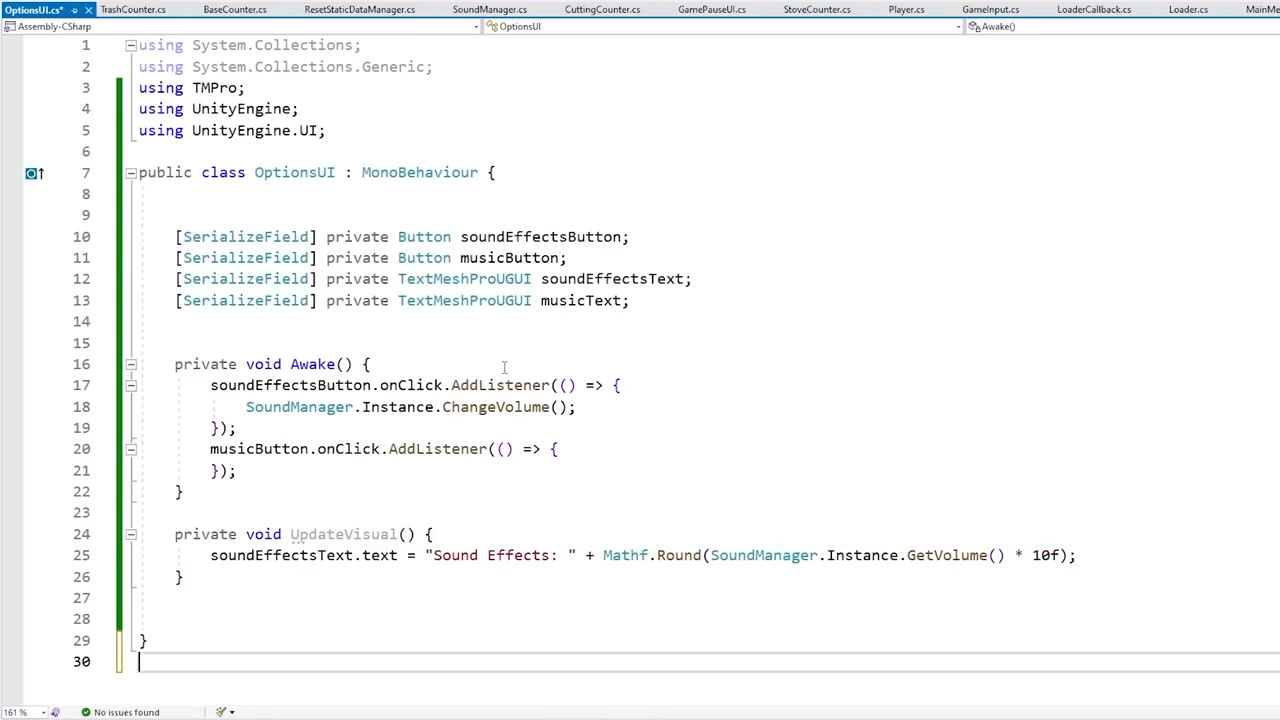 OptionsUI.cs* TrashCounter.cs BaseCounter.cs ResetStaticDataManager.cs SoundManager.cs CuttingCounter.cs GamePauseUI.cs StoveCounter.cs Player.cs GameInput.cs LoaderCallback.cs Loader.cs MainMe
Assembly-CSharp OptionsUI Awake()
1 using System.Collections;
2 using System.Collections.Generic;
3 using TMPro;
4 using UnityEngine;
5 using UnityEngine.UI;
6
7 public class OptionsUI : MonoBehaviour {
8
9
10 [SerializeField] private Button soundEffectsButton;
11 [SerializeField] private Button musicButton;
12 [SerializeField] private TextMeshProUGUI soundEffectsText;
13 [SerializeField] private TextMeshProUGUI musicText;
14
15
16 private void Awake() {
17 soundEffectsButton.onClick.AddListener(() => {
18 SoundManager.Instance.ChangeVolume();
19 });
20 musicButton.onClick.AddListener(() => {
21 });
22 }
23
24 private void UpdateVisual() {
25 soundEffectsText.text = "Sound Effects: " + Mathf.Round(SoundManager.Instance.GetVolume() * 10f);
26 }
27
28
29 }
30
161 % No issues found